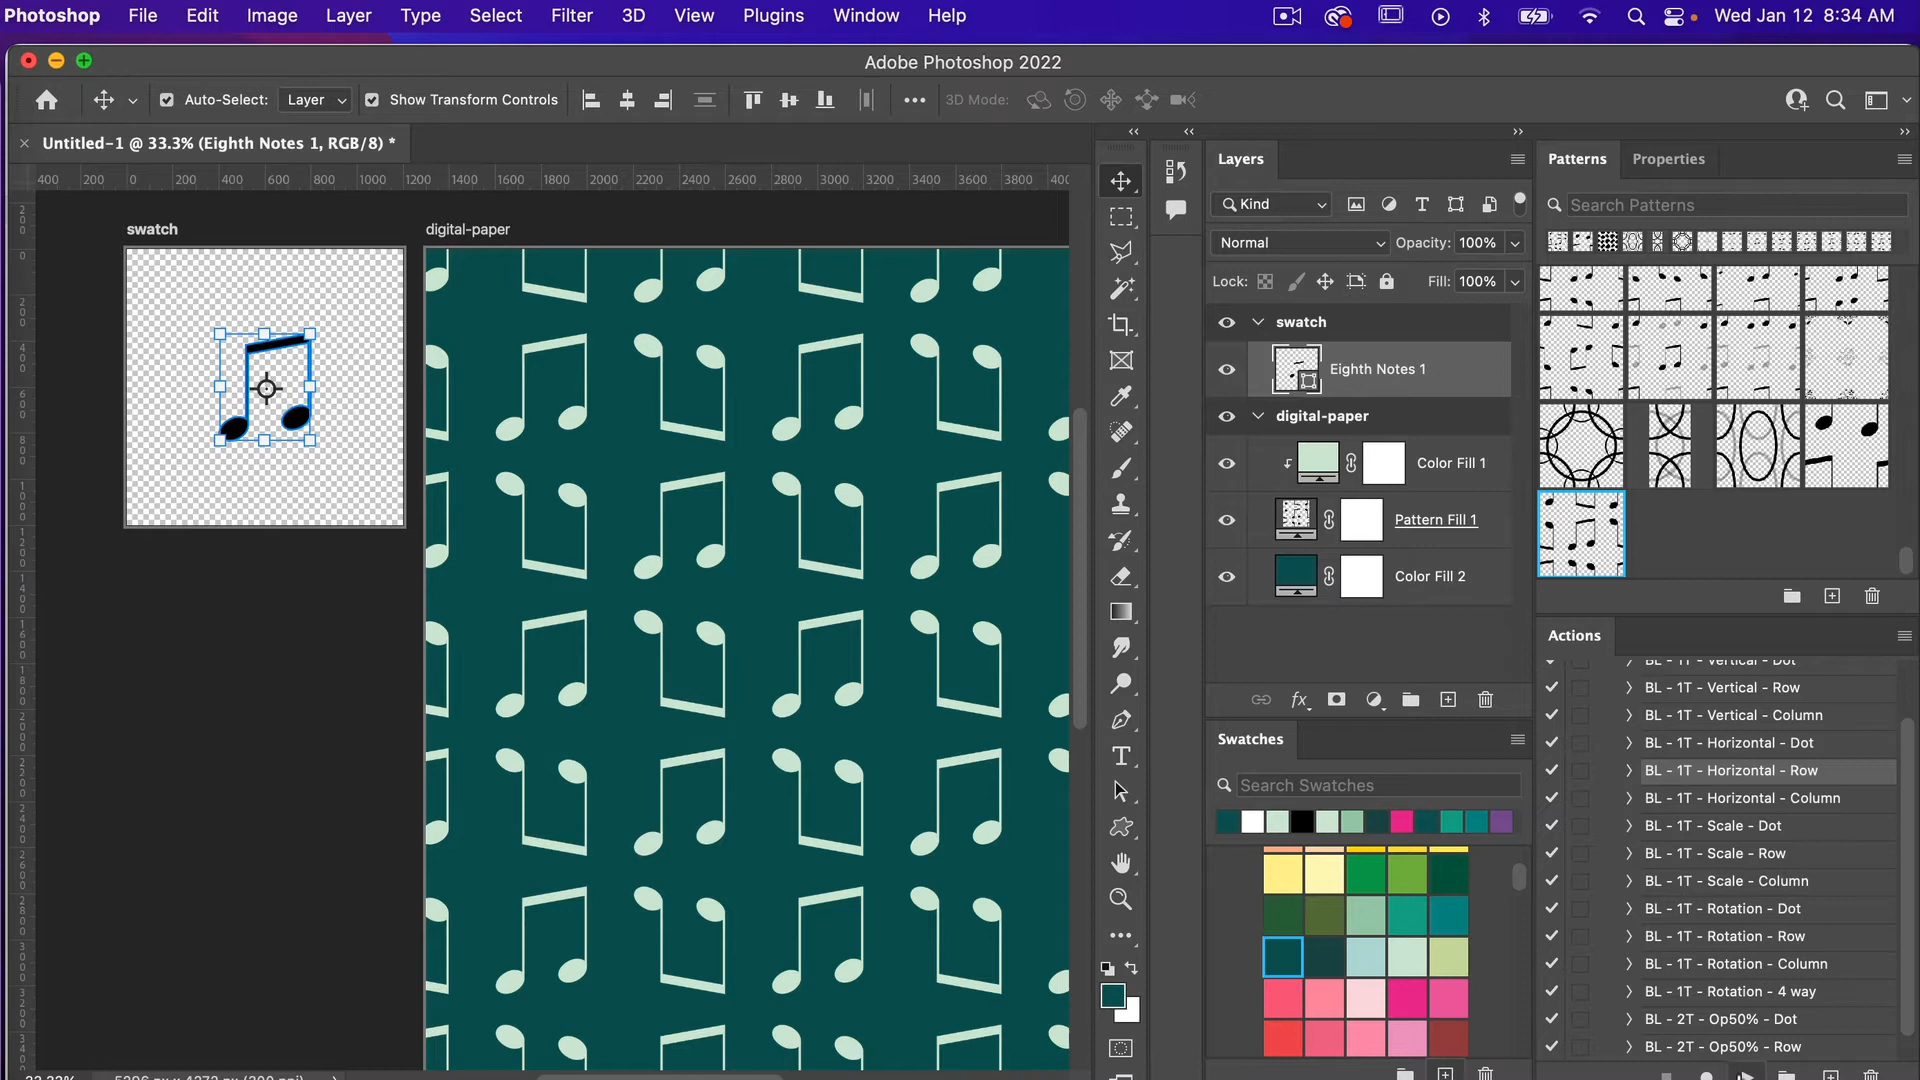 Photoshop File Edit Image Layer Type Select Filter 3D View Plugins Window Help Wed Jan 12 8:34 AM
Adobe Photoshop 2022
Auto-Select: Layer Show Transform Controls 3D Mode:
Untitled-1 @ 33.3% (Eighth Notes 1, RGB/8) *
400 200 0 200 400 600 800 1000 1200 1400 1600 1800 2000 2200 2400 2600 2800 3000 3200 3400 3600 3800
swatch
digital-paper
Layers
Kind
Normal Opacity: 100%
Lock: Fill: 100%
swatch
Eighth Notes 1
digital-paper
Color Fill 1
Pattern Fill 1
Color Fill 2
Swatches
Search Swatches
Patterns Properties
Search Patterns
Actions
BL - 1T - Vertical - Dot
BL - 1T - Vertical - Row
BL - 1T - Vertical - Column
BL - 1T - Horizontal - Dot
BL - 1T - Horizontal - Row
BL - 1T - Horizontal - Column
BL - 1T - Scale - Dot
BL - 1T - Scale - Row
BL - 1T - Scale - Column
BL - 1T - Rotation - Dot
BL - 1T - Rotation - Row
BL - 1T - Rotation - Column
BL - 1T - Rotation - 4 way
BL - 2T - Op50% - Dot
BL - 2T - Op50% - Row